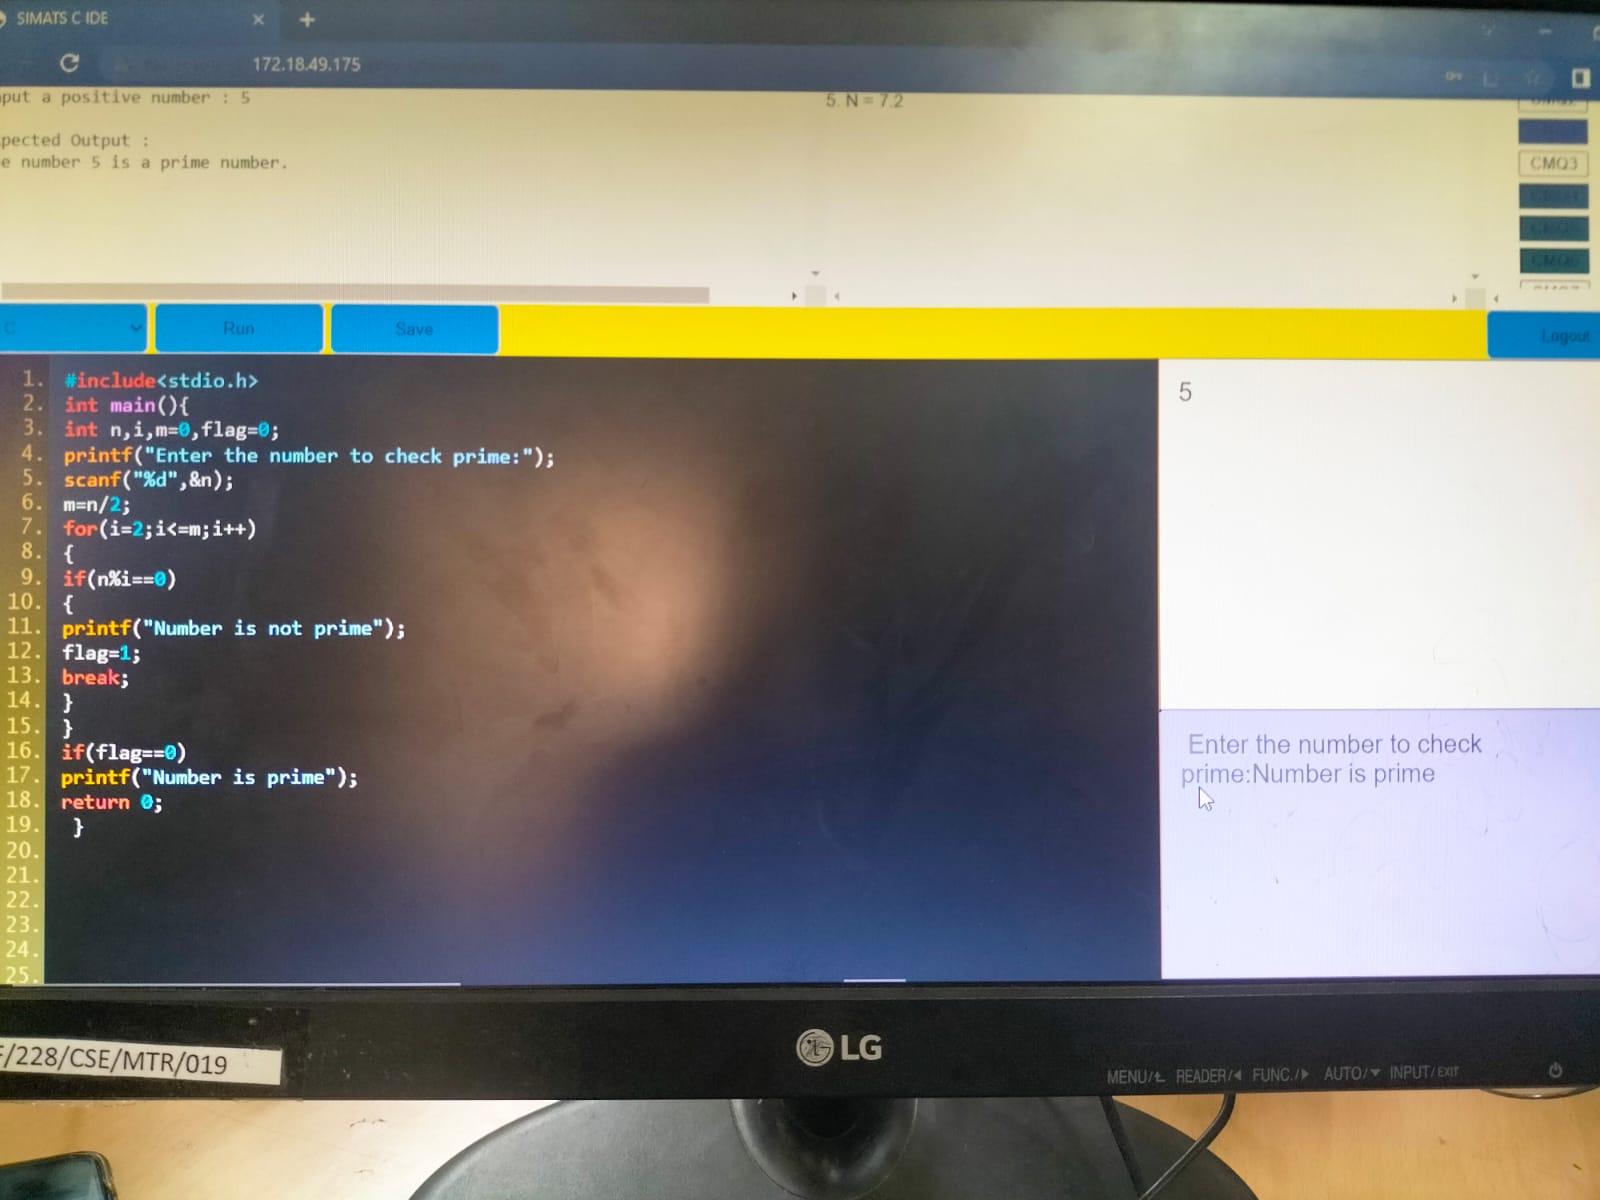 SIMATS C IDE
172.18.49.175
put a positive number : 5
5. N = 7.2
pected Output :
e number 5 is a prime number.
CMQ3
C
Run
Save
Logout
1. #include<stdio.h>
2. int main(){
3. int n,i,m=0,flag=0;
4. printf("Enter the number to check prime:");
5. scanf("%d",&n);
6. m=n/2;
7. for(i=2;i<=m;i++)
8. {
9. if(n%i==0)
10. {
11. printf("Number is not prime");
12. flag=1;
13. break;
14. }
15. }
16. if(flag==0)
17. printf("Number is prime");
18. return 0;
19. }
20.
21.
22.
23.
24.
25.
5
Enter the number to check
prime:Number is prime
/228/CSE/MTR/019
LG
MENU/ READER/ FUNC./ AUTO/ INPUT/EXIT